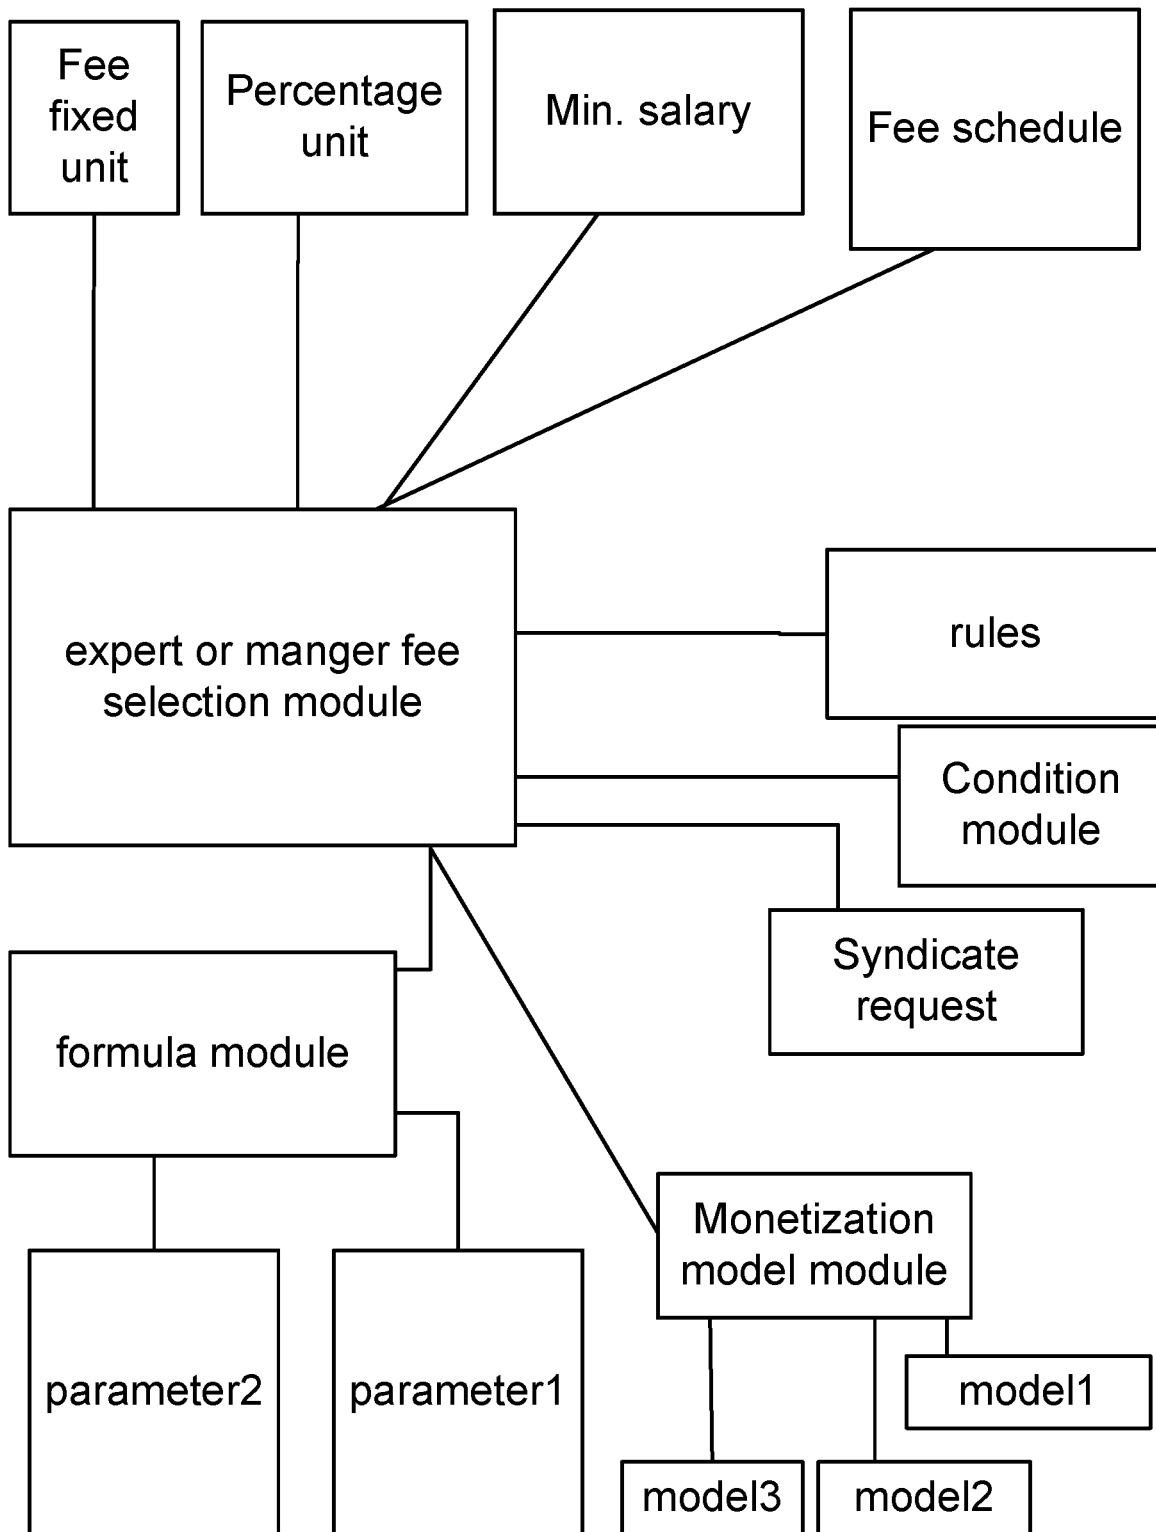 Fee
fixed
unit
Percentage
unit
Min. salary
Fee schedule
expert or manger fee
selection module
rules
Condition
module
Syndicate
request
formula module
Monetization
model module
parameter2
parameter1
model1
model3
model2